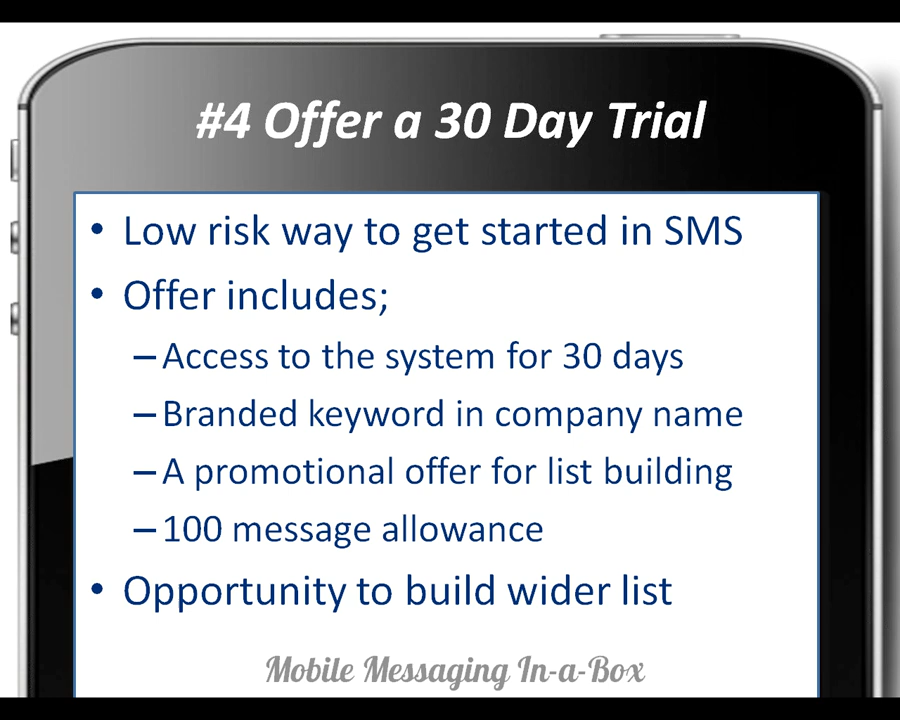 #4 Offer a 30 Day Trial
• Low risk way to get started in SMS
• Offer includes;
– Access to the system for 30 days
– Branded keyword in company name
– A promotional offer for list building
– 100 message allowance
• Opportunity to build wider list
Mobile Messaging In-a-Box